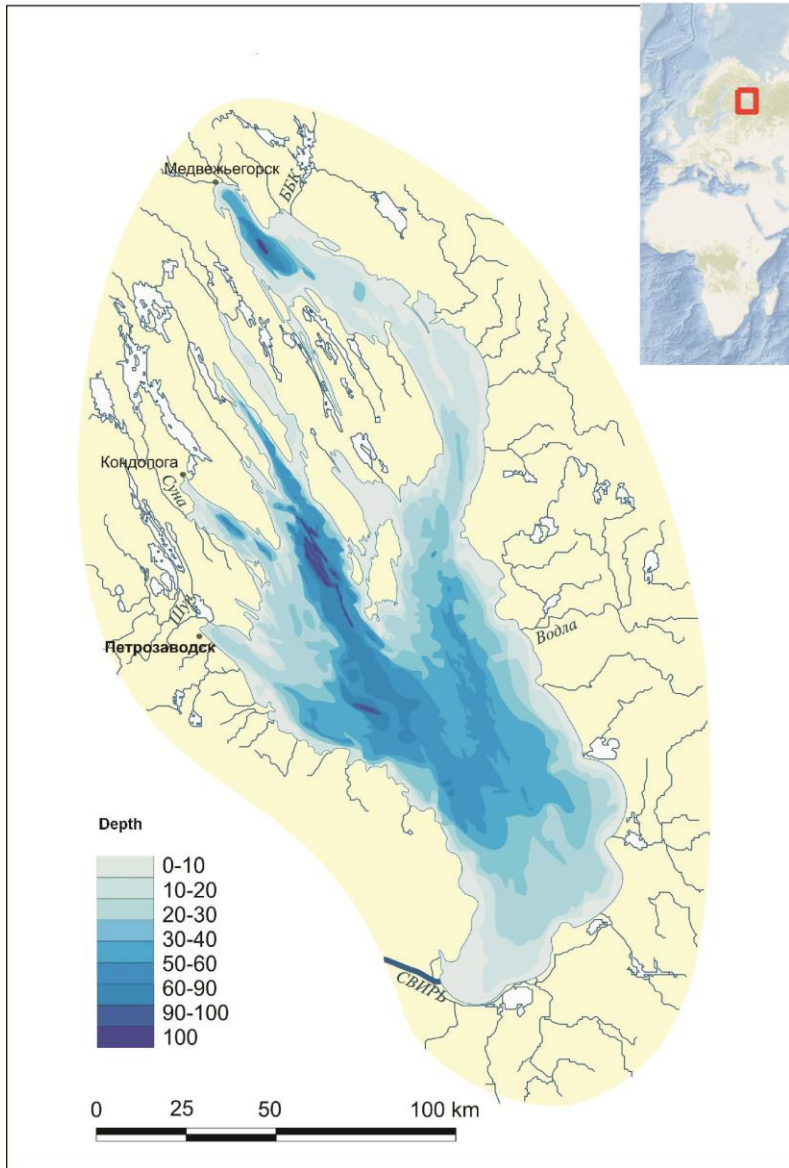 Медвежьегорск
ББК
Кондопога
Суна
Шуя
Петрозаводск
Водла
Depth
0-10
10-20
20-30
30-40
50-60
60-90
90-100
100
СВИРЬ
0 25 50 100 km